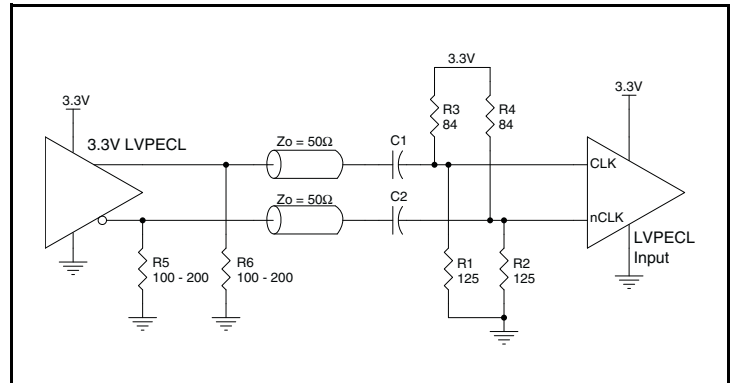 3.3V
3.3V
3.3V
R3
84
R4
84
3.3V LVPECL
Zo = 50Ω
C1
CLK
Zo = 50Ω
C2
nCLK
LVPECL
Input
R5
100 - 200
R6
100 - 200
R1
125
R2
125